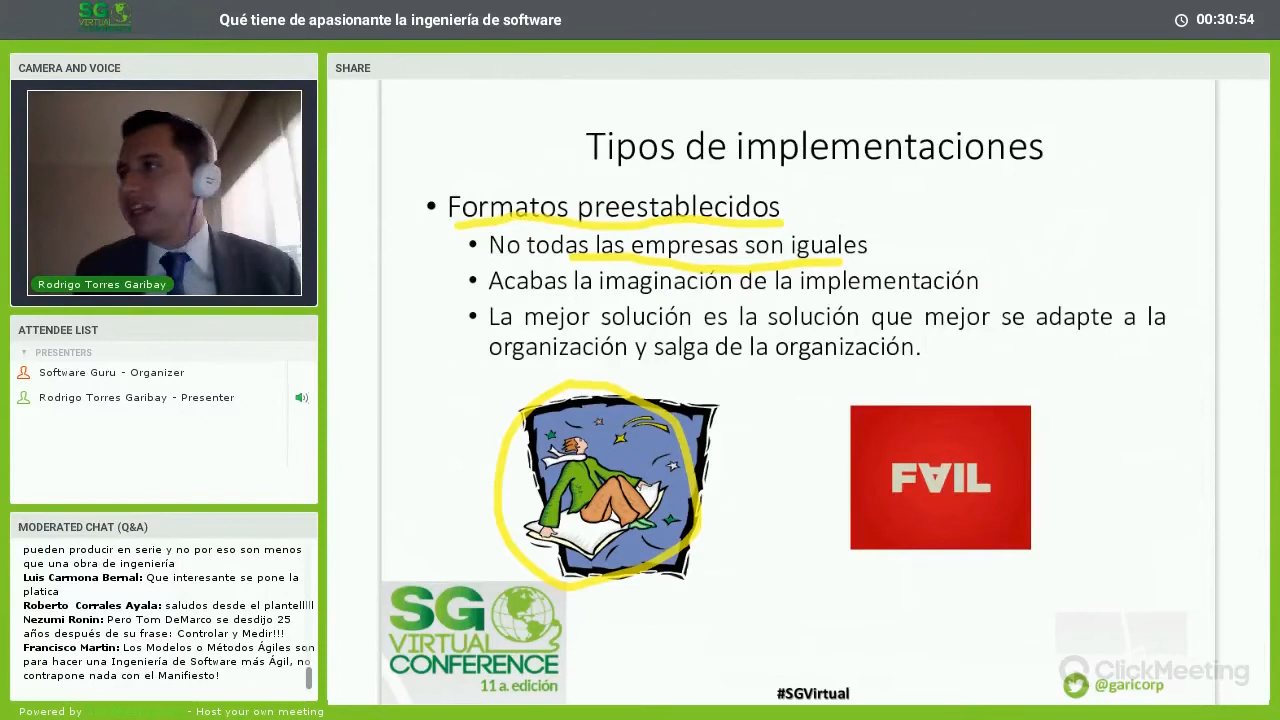 SG
VIRTUAL
CONFERENCE
Qué tiene de apasionante la ingeniería de software
00:30:54
CAMERA AND VOICE
Rodrigo Torres Garibay
ATTENDEE LIST
PRESENTERS
Software Guru - Organizer
Rodrigo Torres Garibay - Presenter
MODERATED CHAT (Q&A)
pueden producir en serie y no por eso son menos
que una obra de ingeniería
Luis Carmona Bernal: Que interesante se pone la
platica
Roberto Corrales Ayala: saludos desde el plantellll
Nezumi Ronin: Pero Tom DeMarco se desdijo 25
años después de su frase: Controlar y Medir!!!
Francisco Martin: Los Modelos o Métodos Ágiles son
para hacer una Ingeniería de Software más Ágil, no
contrapone nada con el Manifiesto!
Powered by
- Host your own meeting
SHARE
Tipos de implementaciones
• Formatos preestablecidos
• No todas las empresas son iguales
• Acabas la imaginación de la implementación
• La mejor solución es la solución que mejor se adapte a la
organización y salga de la organización.
FAIL
SG
VIRTUAL
CONFERENCE
11a. edición
#SGVirtual
ClickMeeting
@garicorp